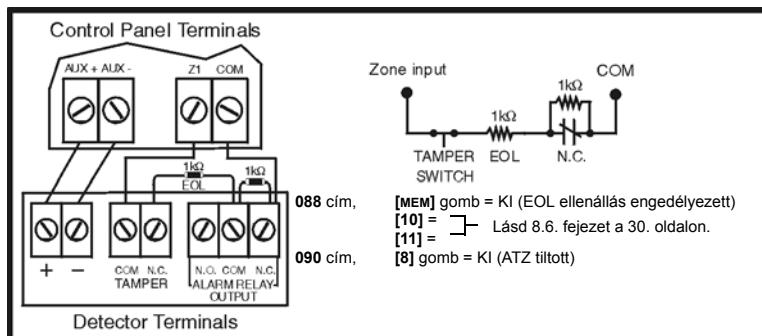 Control Panel Terminals
AUX + AUX -
Z1 COM
Zone input
COM
1kΩ
1kΩ
TAMPER SWITCH
EOL
N.C.
1kΩ
EOL
1kΩ
088 cím, [MEM] gomb = KI (EOL ellenállás engedélyezett)
[10] =
[11] =
Lásd 8.6. fejezet a 30. oldalon.
090 cím, [8] gomb = KI (ATZ tiltott)
+ −
COM N.C.
TAMPER
N.O. COM N.C.
ALARM RELAY
OUTPUT
Detector Terminals